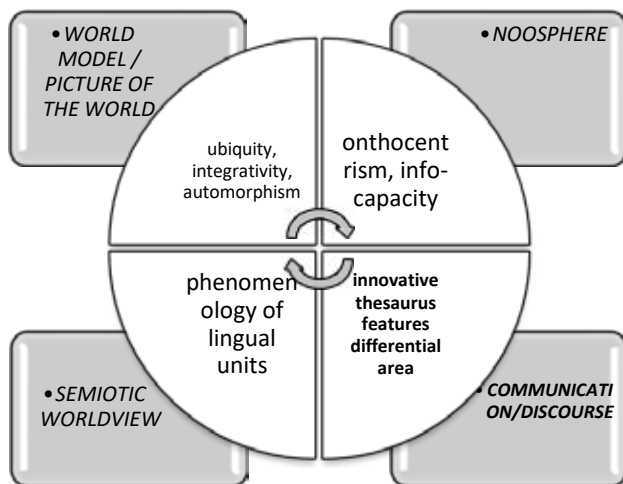 • WORLD
MODEL /
PICTURE OF
THE WORLD
• NOOSPHERE
ubiquity,
integrativity,
automorphism
onthocent
rism, info-
capacity
phenomen
ology of
lingual
units
innovative
thesaurus
features
differential
area
• SEMIOTIC
WORLDVIEW
• COMMUNICATI
ON/DISCOURSE